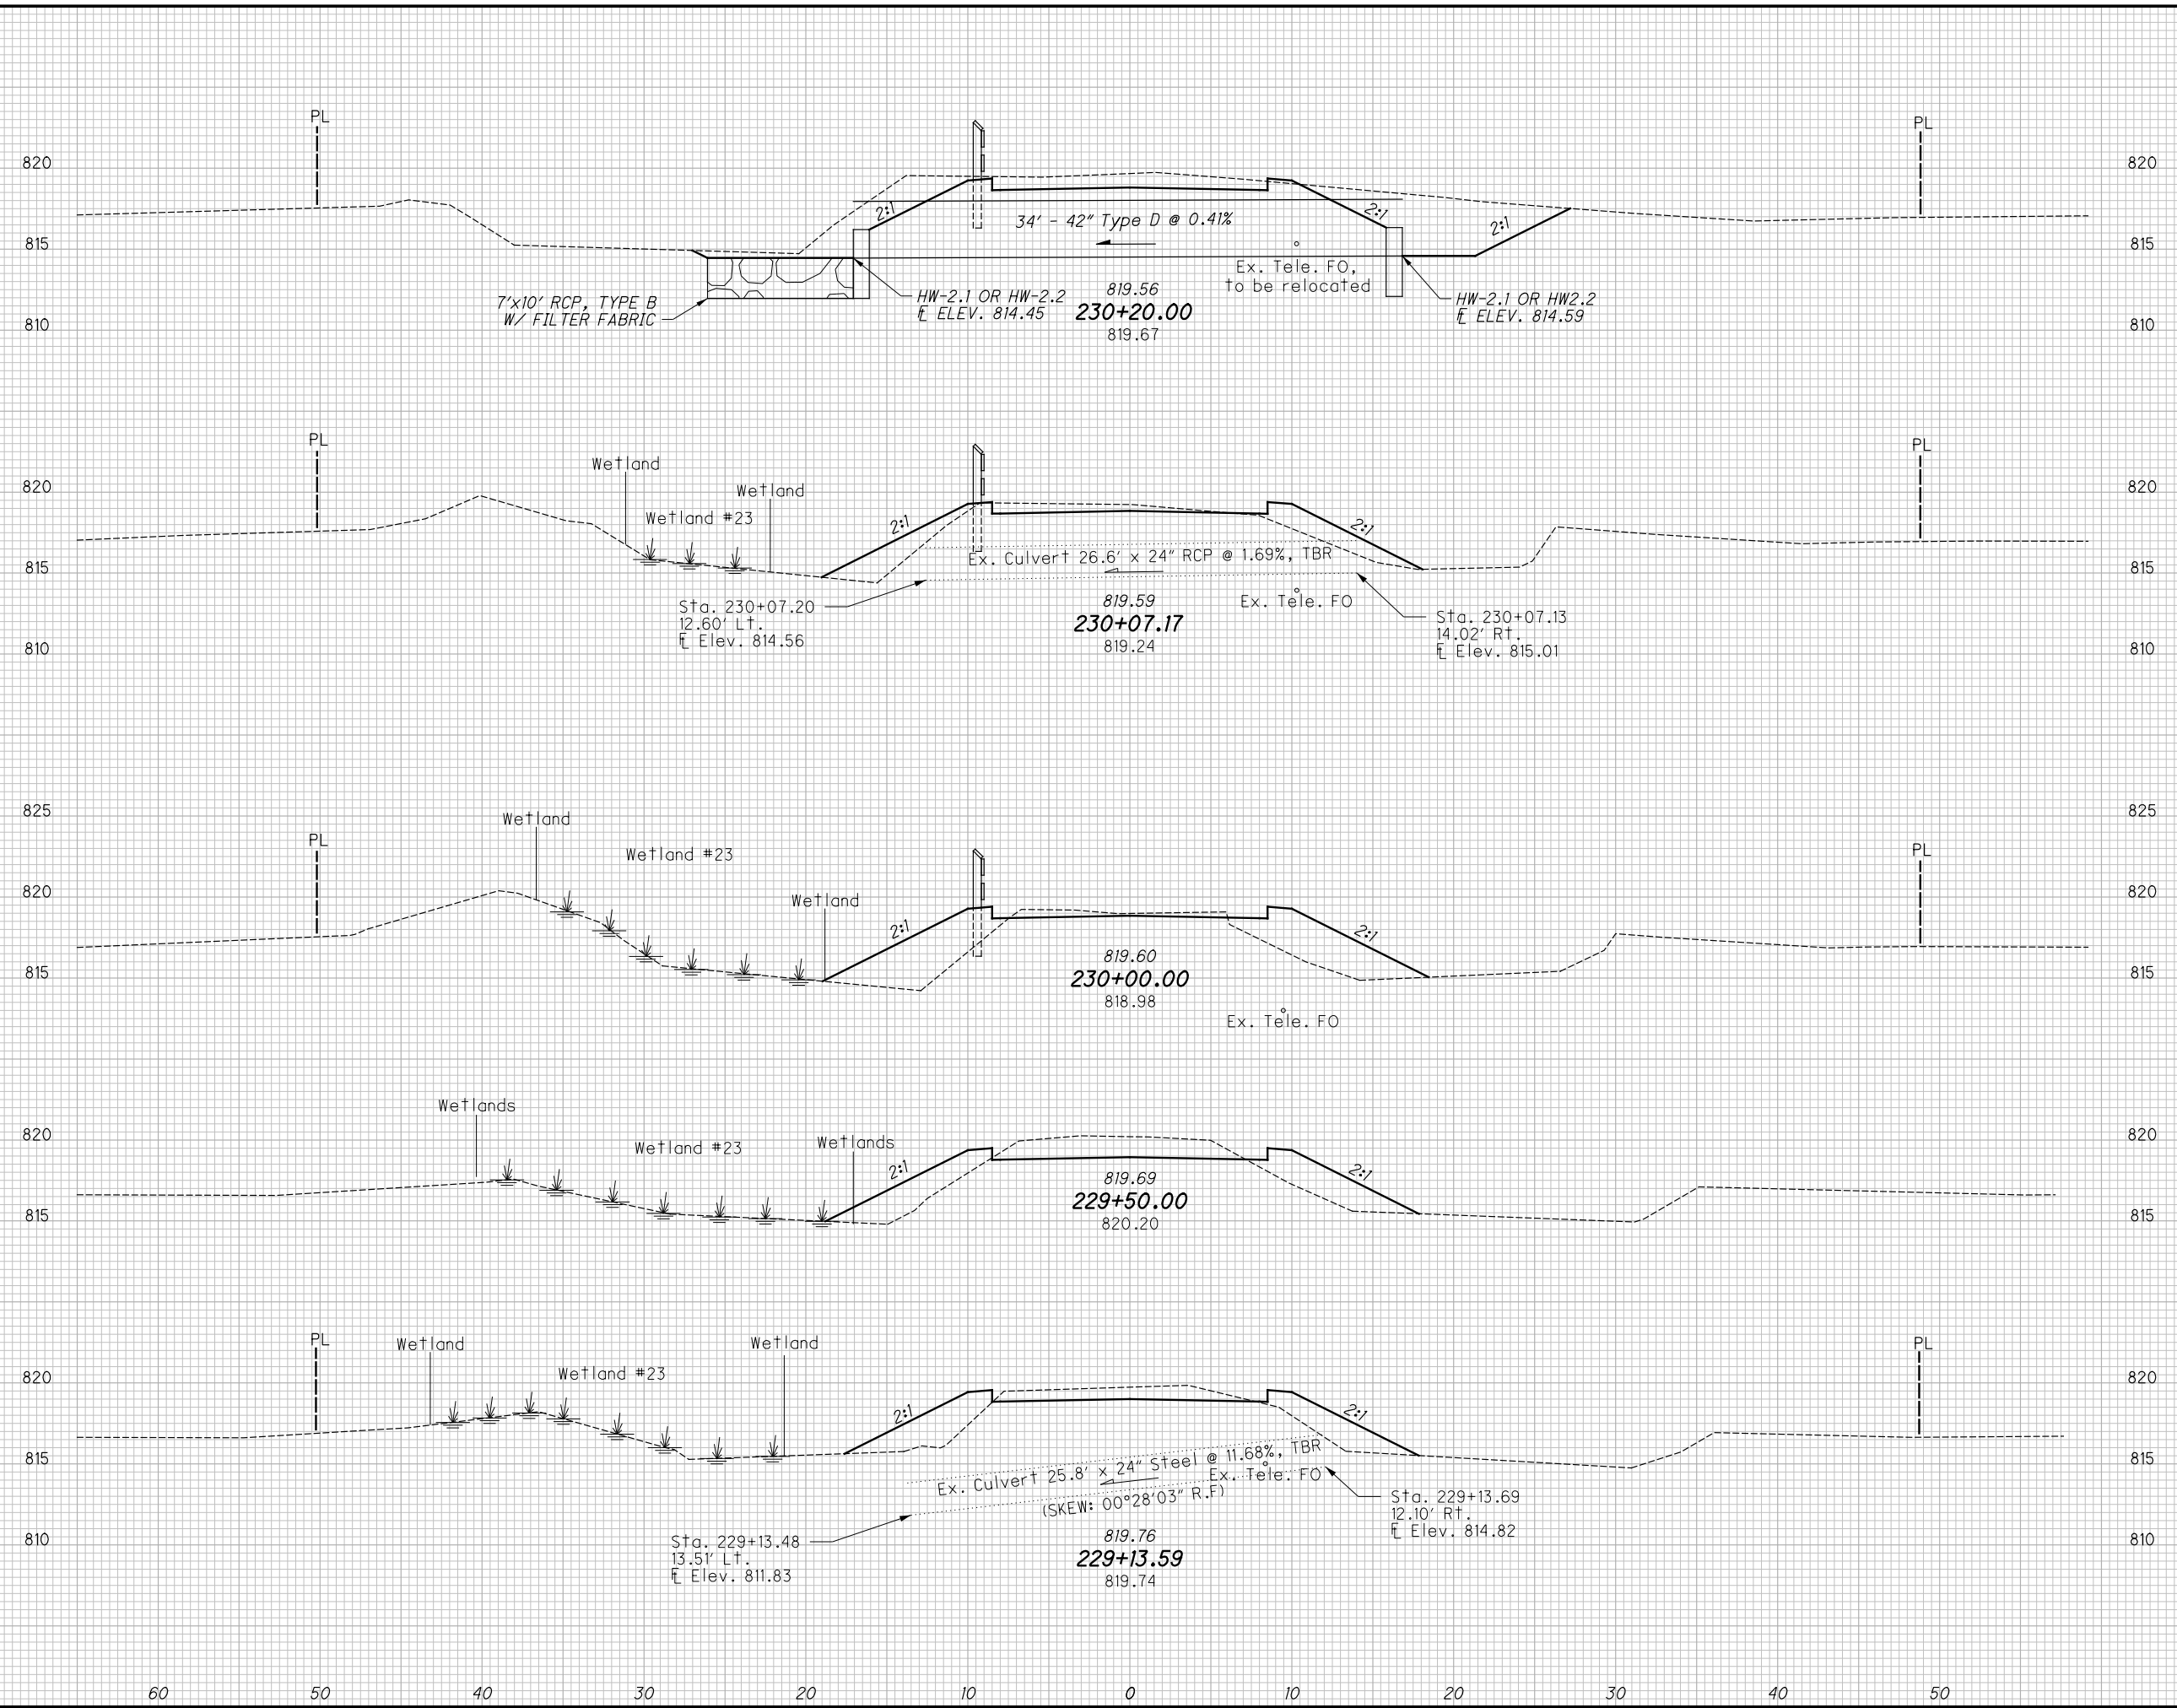 PL
PL
820
820
2:1
34' - 42" Type D @ 0.41%
2:1
2:1
815
815
Ex. Tele. FO,
to be relocated
7'x10' RCP, TYPE B
W/ FILTER FABRIC
HW-2.1 OR HW-2.2
FL ELEV. 814.45
819.56
230+20.00
819.67
HW-2.1 OR HW2.2
FL ELEV. 814.59
810
810
PL
PL
Wetland
Wetland
Wetland #23
820
820
2:1
2:1
Ex. Culvert 26.6' x 24" RCP @ 1.69%, TBR
815
815
Sta. 230+07.20
12.60' Lt.
FL Elev. 814.56
819.59
230+07.17
819.24
Ex. Tele. FO
Sta. 230+07.13
14.02' Rt.
FL Elev. 815.01
810
810
825
825
Wetland
PL
Wetland #23
PL
820
820
Wetland
2:1
2:1
819.60
230+00.00
818.98
815
815
Ex. Tele. FO
Wetlands
820
820
Wetland #23
Wetlands
2:1
2:1
819.69
229+50.00
820.20
815
815
PL
Wetland
Wetland
PL
Wetland #23
820
820
2:1
2:1
815
815
Ex. Culvert 25.8' x 24" Steel @ 11.68%, TBR
Ex. Tele. FO
(SKEW: 00°28'03" R.F)
Sta. 229+13.69
12.10' Rt.
FL Elev. 814.82
Sta. 229+13.48
13.51' Lt.
FL Elev. 811.83
819.76
229+13.59
819.74
810
810
60 50 40 30 20 10 0 10 20 30 40 50